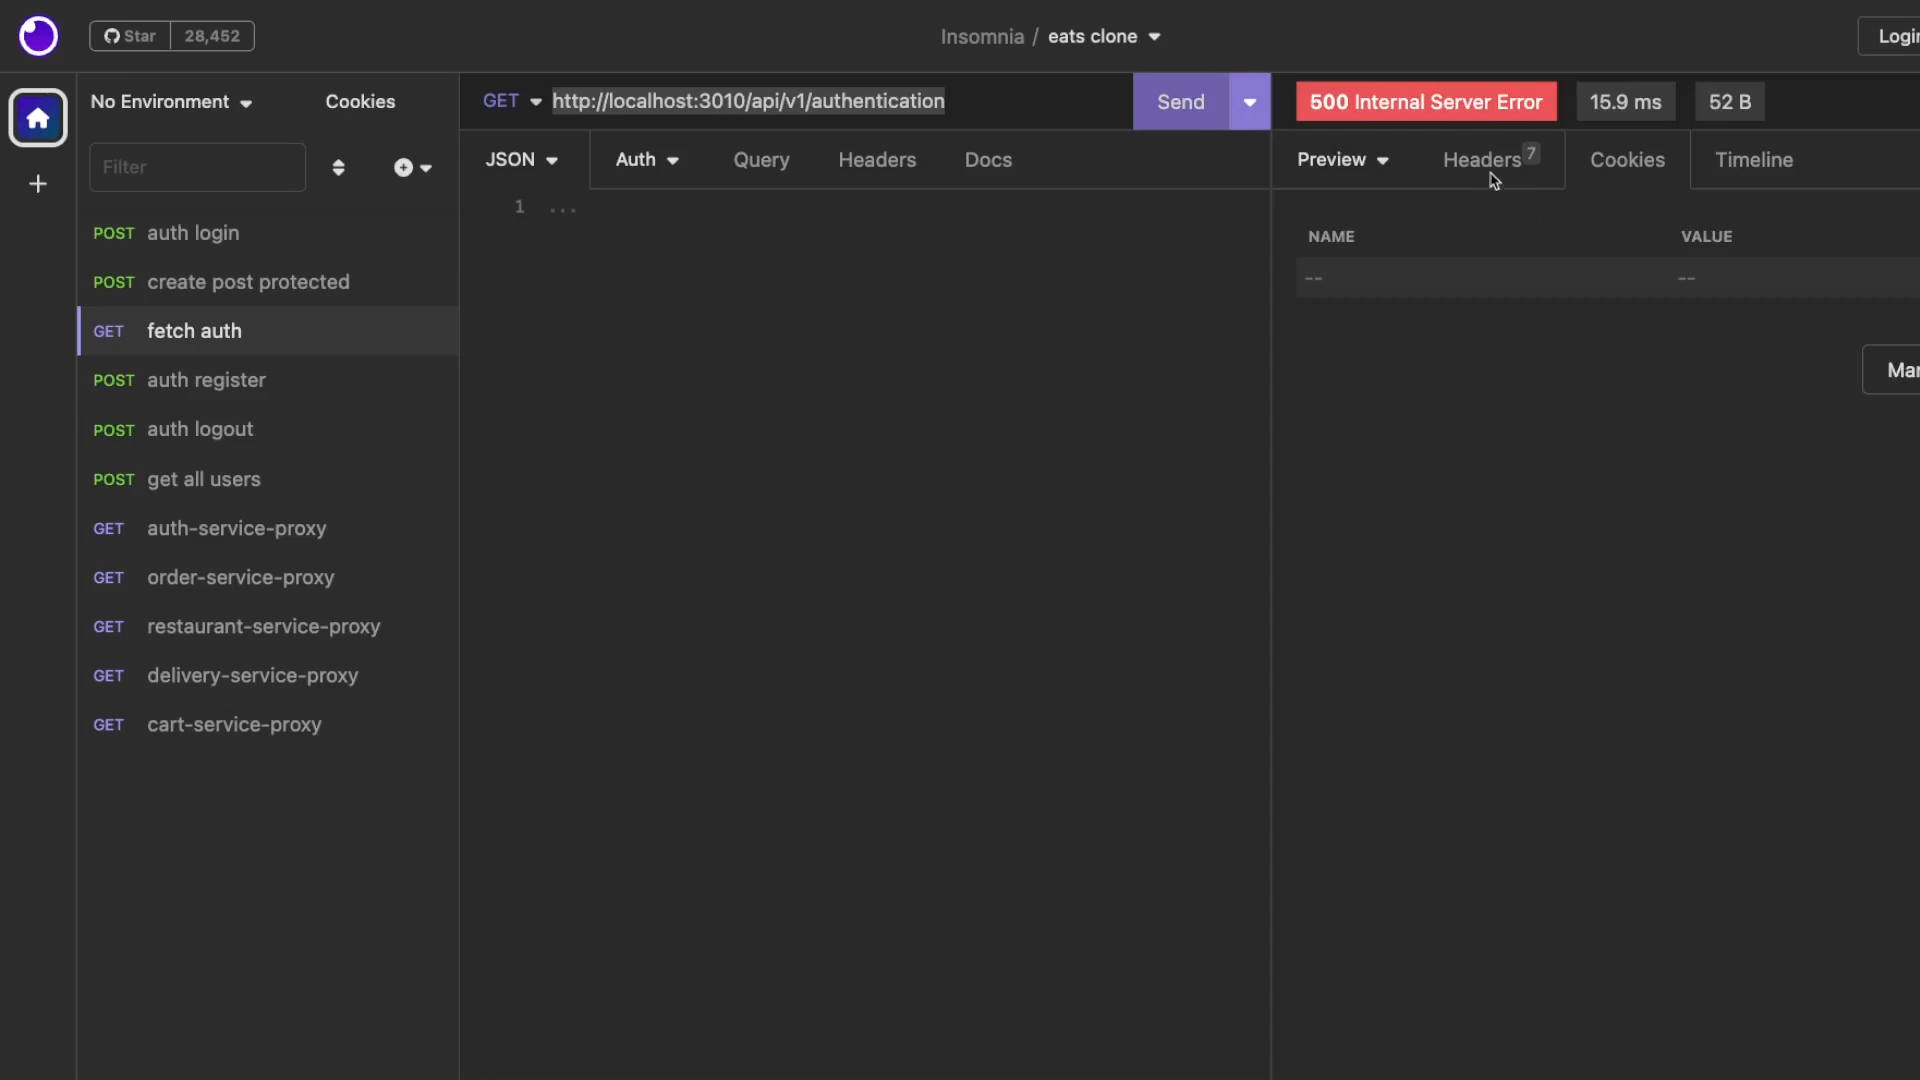 Star 28,452
Insomnia / eats clone
Login
No Environment
Cookies
GET http://localhost:3010/api/v1/authentication
Send
500 Internal Server Error
15.9 ms
52 B
Filter
JSON
Auth
Query
Headers
Docs
Preview
Headers 7
Cookies
Timeline
1 ...
NAME
VALUE
--
--
POST auth login
POST create post protected
GET fetch auth
POST auth register
POST auth logout
POST get all users
GET auth-service-proxy
GET order-service-proxy
GET restaurant-service-proxy
GET delivery-service-proxy
GET cart-service-proxy